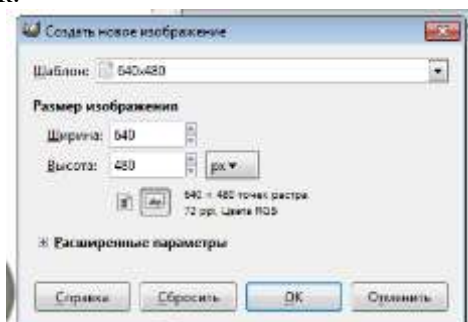 Создать новое изображение
Шаблон: 640x480
Размер изображения
Ширина: 640
Высота: 480 px
640 × 480 точек растра
72 ppi, Цвета RGB
Расширенные параметры
Справка Сбросить OK Отменить